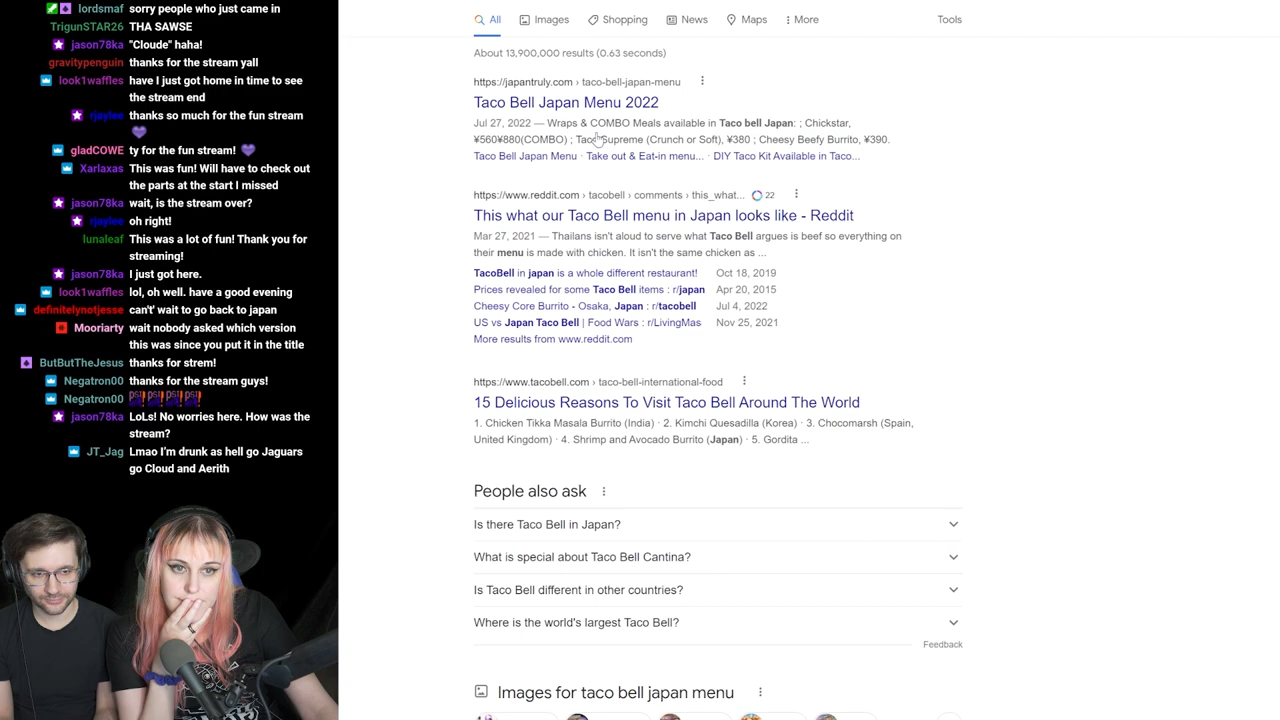 lordsmaf sorry people who just came in
TrigunSTAR26 THA SAWSE
jason78ka "Cloude" haha!
gravitypenguin thanks for the stream yall
look1waffles have I just got home in time to see
the stream end
rjaylee thanks so much for the fun stream
gladCOWE ty for the fun stream!
Xarlaxas This was fun! Will have to check out
the parts at the start I missed
jason78ka wait, is the stream over?
rjaylee oh right!
lunaleaf This was a lot of fun! Thank you for
streaming!
jason78ka I just got here.
look1waffles lol, oh well. have a good evening
definitelynotjesse can't' wait to go back to japan
Mooriarty wait nobody asked which version
this was since you put it in the title
ButButTheJesus thanks for strem!
Negatron00 thanks for the stream guys!
Negatron00 PSI! PSI! PSI! PSI!
jason78ka LoLs! No worries here. How was the
stream?
JT_Jag Lmao I'm drunk as hell go Jaguars
go Cloud and Aerith
All Images Shopping News Maps More Tools
About 13,900,000 results (0.63 seconds)
https://japantruly.com › taco-bell-japan-menu
Taco Bell Japan Menu 2022
Jul 27, 2022 — Wraps & COMBO Meals available in Taco bell Japan: ; Chickstar,
¥560¥880(COMBO) ; Taco Supreme (Crunch or Soft), ¥380 ; Cheesy Beefy Burrito, ¥390.
Taco Bell Japan Menu · Take out & Eat-in menu... · DIY Taco Kit Available in Taco...
https://www.reddit.com › tacobell › comments › this_what... 22
This what our Taco Bell menu in Japan looks like - Reddit
Mar 27, 2021 — Thailans isn't aloud to serve what Taco Bell argues is beef so everything on
their menu is made with chicken. It isn't the same chicken as ...
TacoBell in japan is a whole different restaurant! Oct 18, 2019
Prices revealed for some Taco Bell items : r/japan Apr 20, 2015
Cheesy Core Burrito - Osaka, Japan : r/tacobell Jul 4, 2022
US vs Japan Taco Bell | Food Wars : r/LivingMas Nov 25, 2021
More results from www.reddit.com
https://www.tacobell.com › taco-bell-international-food
15 Delicious Reasons To Visit Taco Bell Around The World
1. Chicken Tikka Masala Burrito (India) · 2. Kimchi Quesadilla (Korea) · 3. Chocomarsh (Spain,
United Kingdom) · 4. Shrimp and Avocado Burrito (Japan) · 5. Gordita ...
People also ask
Is there Taco Bell in Japan?
What is special about Taco Bell Cantina?
Is Taco Bell different in other countries?
Where is the world's largest Taco Bell?
Feedback
Images for taco bell japan menu